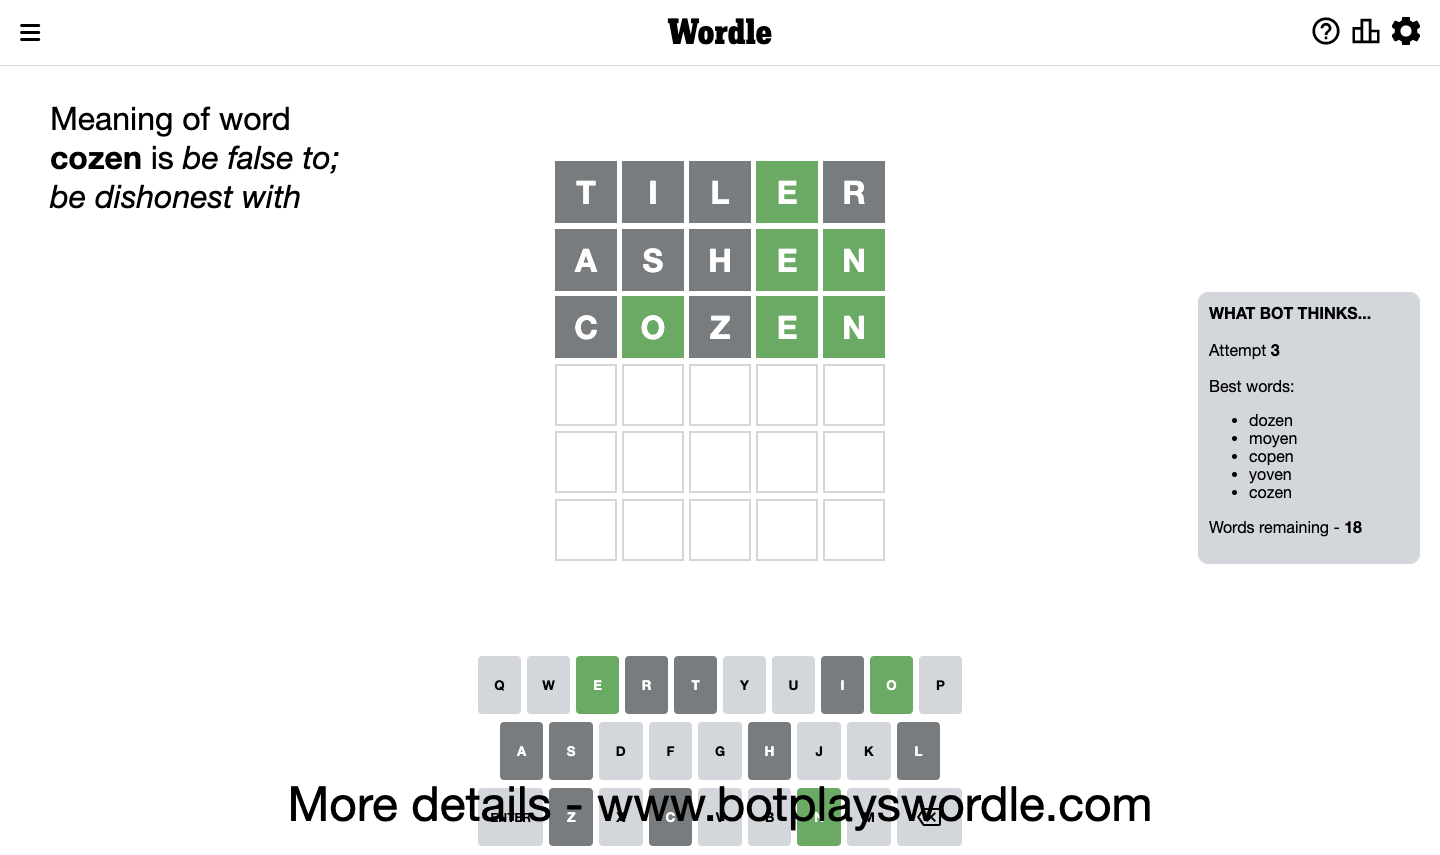 Wordle
Meaning of word
cozen is be false to;
be dishonest with
T I L E R
A S H E N
C O Z E N
WHAT BOT THINKS...
Attempt 3
Best words:
• dozen
• moyen
• copen
• yoven
• cozen
Words remaining - 18
Q W E R T Y U I O P
A S D F G H J K L
ENTER Z X C V B N M
More details - www.botplayswordle.com